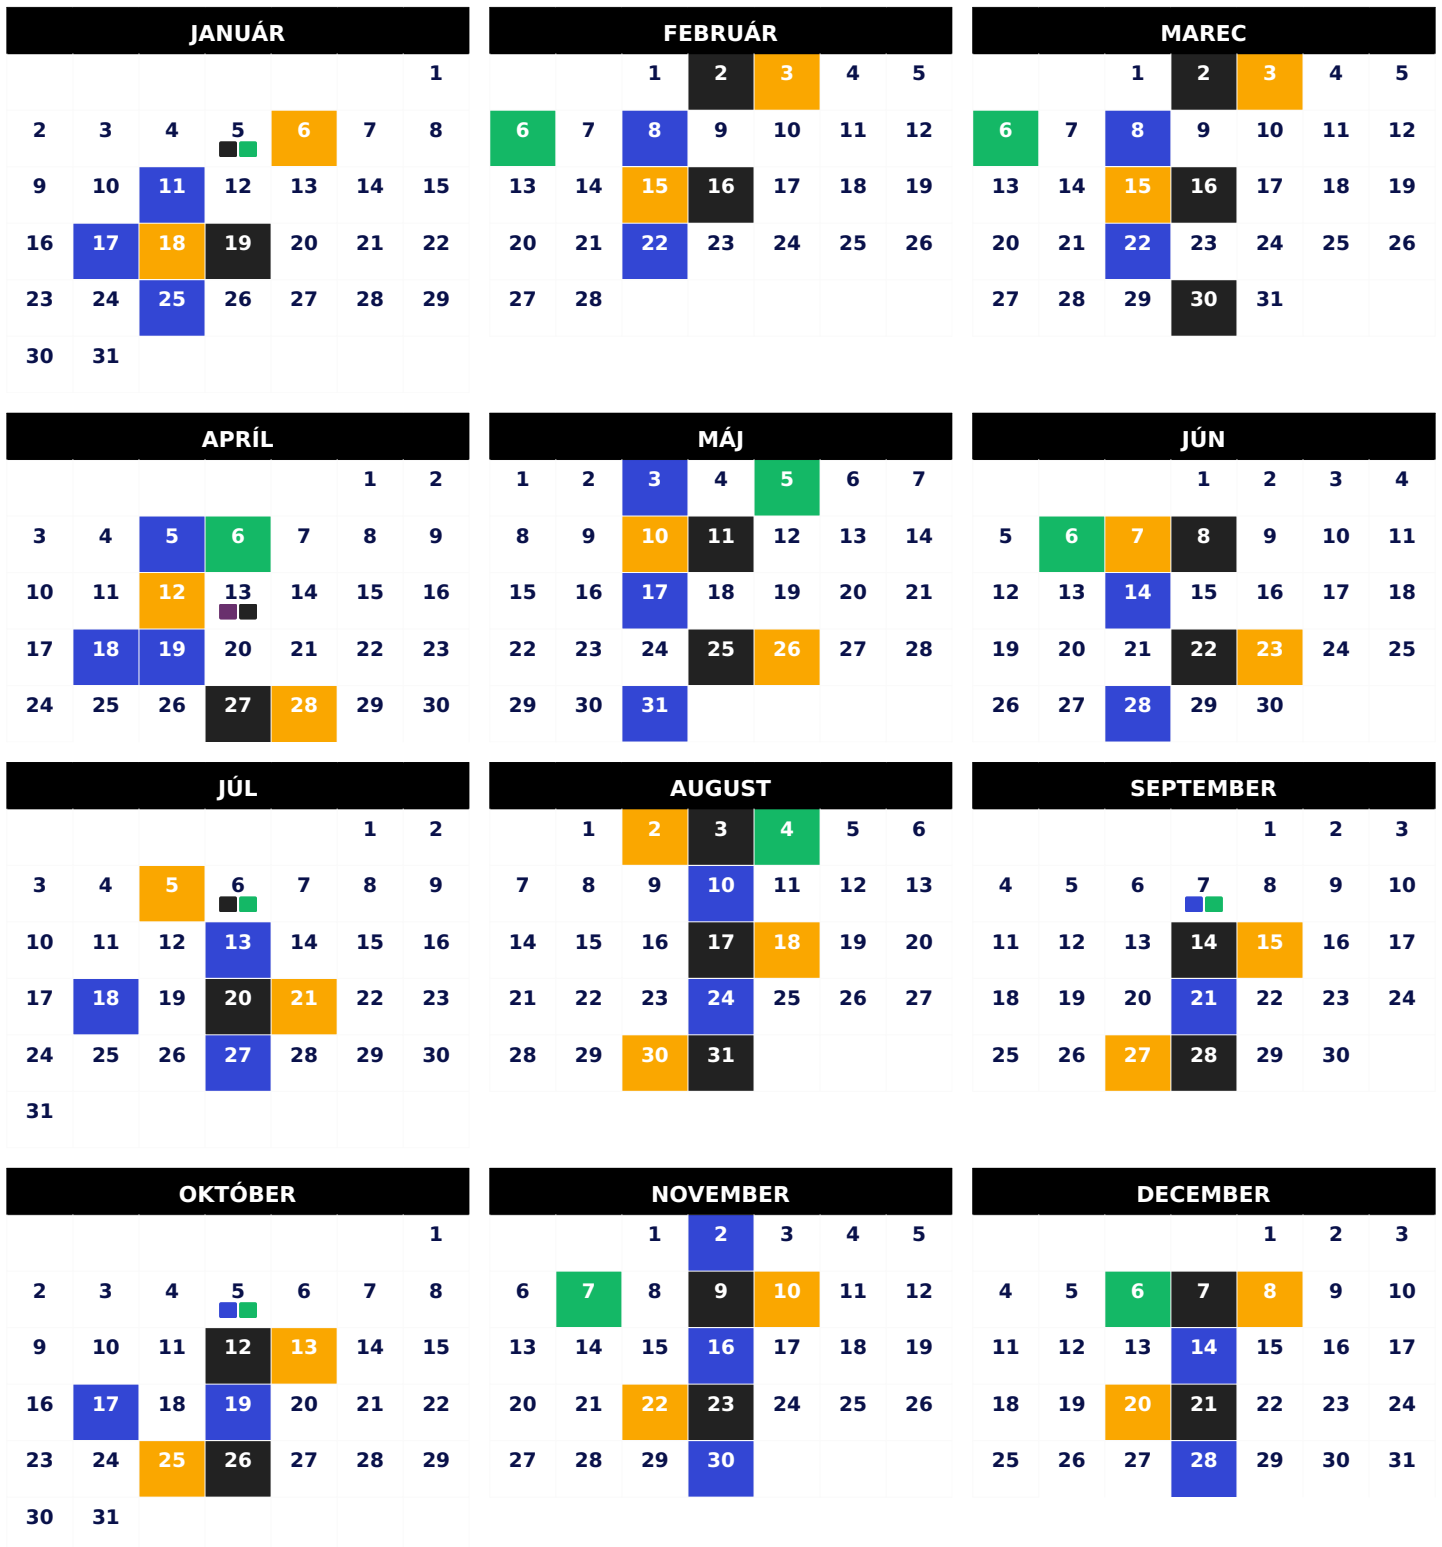 JANUÁR
1
2 3 4 5 6 7 8
9 10 11 12 13 14 15
16 17 18 19 20 21 22
23 24 25 26 27 28 29
30 31
FEBRUÁR
1 2 3 4 5
6 7 8 9 10 11 12
13 14 15 16 17 18 19
20 21 22 23 24 25 26
27 28
MAREC
1 2 3 4 5
6 7 8 9 10 11 12
13 14 15 16 17 18 19
20 21 22 23 24 25 26
27 28 29 30 31
APRÍL
1 2
3 4 5 6 7 8 9
10 11 12 13 14 15 16
17 18 19 20 21 22 23
24 25 26 27 28 29 30
MÁJ
1 2 3 4 5 6 7
8 9 10 11 12 13 14
15 16 17 18 19 20 21
22 23 24 25 26 27 28
29 30 31
JÚN
1 2 3 4
5 6 7 8 9 10 11
12 13 14 15 16 17 18
19 20 21 22 23 24 25
26 27 28 29 30
JÚL
1 2
3 4 5 6 7 8 9
10 11 12 13 14 15 16
17 18 19 20 21 22 23
24 25 26 27 28 29 30
31
AUGUST
1 2 3 4 5 6
7 8 9 10 11 12 13
14 15 16 17 18 19 20
21 22 23 24 25 26 27
28 29 30 31
SEPTEMBER
1 2 3
4 5 6 7 8 9 10
11 12 13 14 15 16 17
18 19 20 21 22 23 24
25 26 27 28 29 30
OKTÓBER
1
2 3 4 5 6 7 8
9 10 11 12 13 14 15
16 17 18 19 20 21 22
23 24 25 26 27 28 29
30 31
NOVEMBER
1 2 3 4 5
6 7 8 9 10 11 12
13 14 15 16 17 18 19
20 21 22 23 24 25 26
27 28 29 30
DECEMBER
1 2 3
4 5 6 7 8 9 10
11 12 13 14 15 16 17
18 19 20 21 22 23 24
25 26 27 28 29 30 31